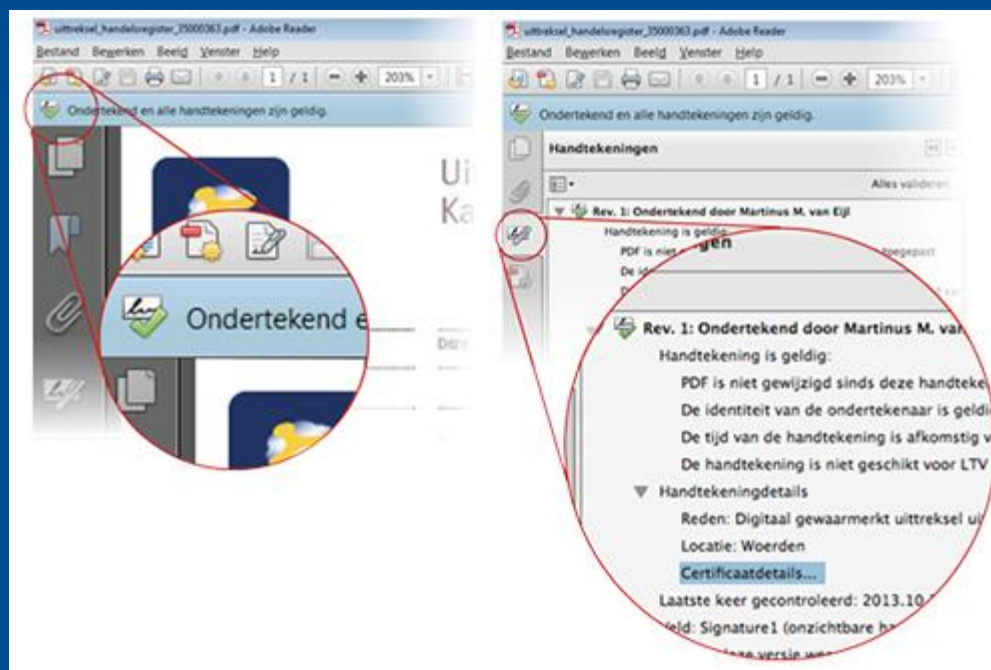 uittreksel_handelsregister_35000363.pdf - Adobe Reader
Bestand Bewerken Beeld Venster Help
1 / 1 203%
Ondertekend en alle handtekeningen zijn geldig.
Ui
Ka
Ondertekend e
uittreksel_handelsregister_35000363.pdf - Adobe Reader
Bestand Bewerken Beeld Venster Help
1 / 1 203%
Ondertekend en alle handtekeningen zijn geldig.
Handtekeningen
Alles valideren
Rev. 1: Ondertekend door Martinus M. van Eijl
Handtekening is geldig
PDF is niet toegepast
De
gen
Rev. 1: Ondertekend door Martinus M. van
Handtekening is geldig:
PDF is niet gewijzigd sinds deze handteke
De identiteit van de ondertekenaar is geldi
De tijd van de handtekening is afkomstig v
De handtekening is niet geschikt voor LTV
Handtekeningdetails
Reden: Digitaal gewaarmerkt uittreksel ui
Locatie: Woerden
Certificaatdetails...
Laatste keer gecontroleerd: 2013.10
Veld: Signature1 (onzichtbare ha
deze versie wee